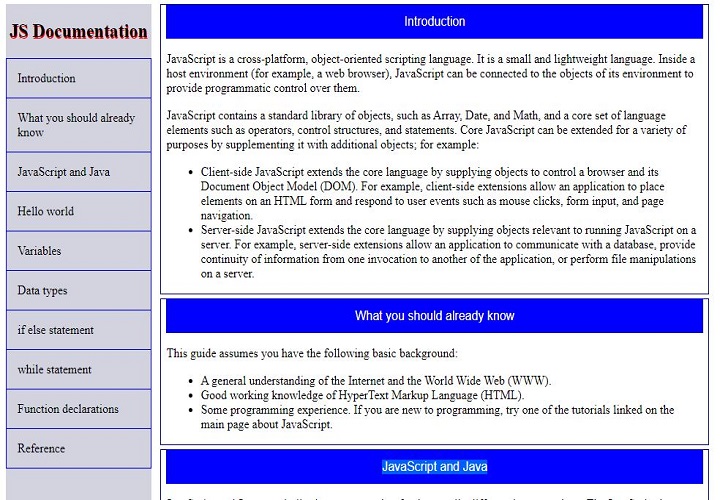 JS Documentation
Introduction
What you should already
know
JavaScript and Java
Hello world
Variables
Data types
if else statement
while statement
Function declarations
Reference
Introduction
JavaScript is a cross-platform, object-oriented scripting language. It is a small and lightweight language. Inside a
host environment (for example, a web browser), JavaScript can be connected to the objects of its environment to
provide programmatic control over them.
JavaScript contains a standard library of objects, such as Array, Date, and Math, and a core set of language
elements such as operators, control structures, and statements. Core JavaScript can be extended for a variety of
purposes by supplementing it with additional objects; for example:
• Client-side JavaScript extends the core language by supplying objects to control a browser and its
Document Object Model (DOM). For example, client-side extensions allow an application to place
elements on an HTML form and respond to user events such as mouse clicks, form input, and page
navigation.
• Server-side JavaScript extends the core language by supplying objects relevant to running JavaScript on a
server. For example, server-side extensions allow an application to communicate with a database, provide
continuity of information from one invocation to another of the application, or perform file manipulations
on a server.
What you should already know
This guide assumes you have the following basic background:
• A general understanding of the Internet and the World Wide Web (WWW).
• Good working knowledge of HyperText Markup Language (HTML).
• Some programming experience. If you are new to programming, try one of the tutorials linked on the
main page about JavaScript.
JavaScript and Java